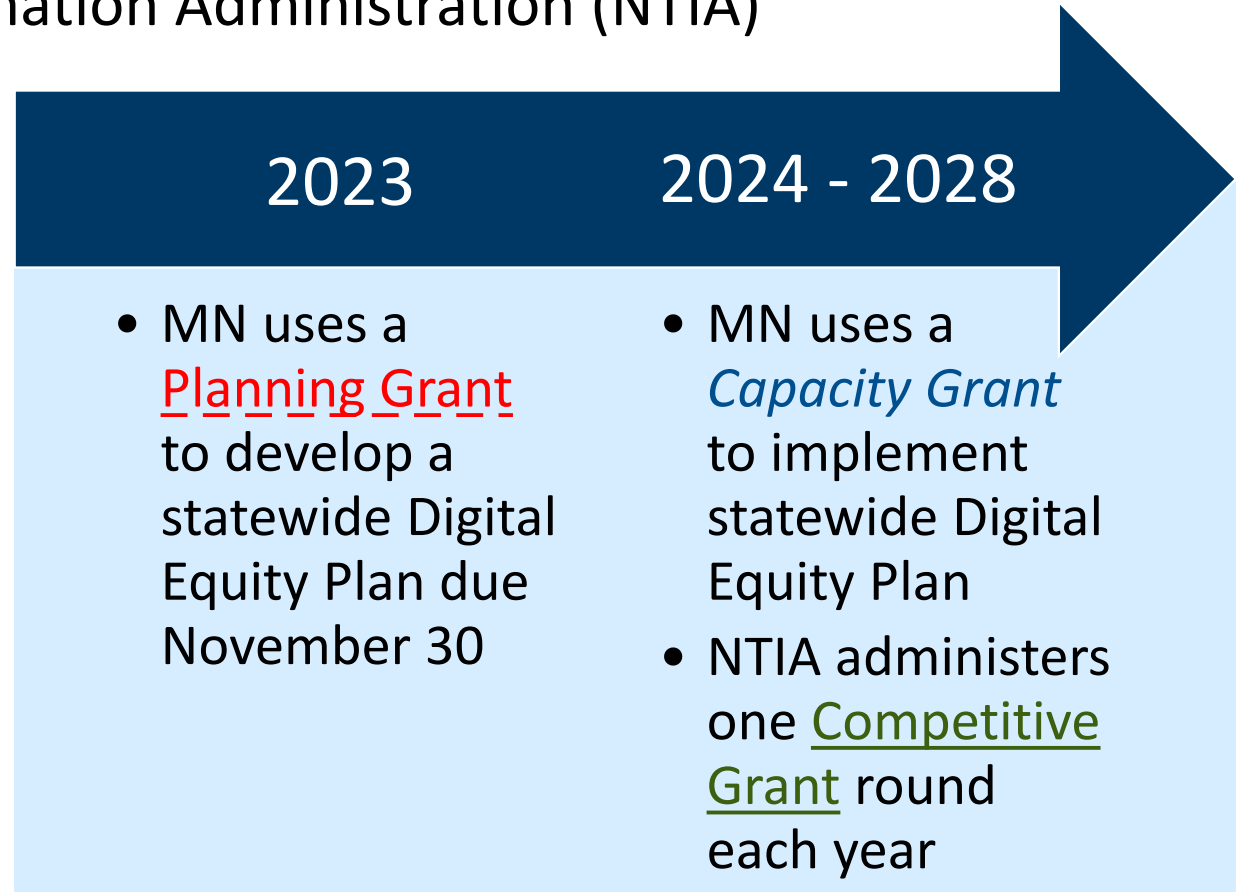 nation Administration (NTIA)
2023
2024 - 2028
• MN uses a
Planning Grant
to develop a
statewide Digital
Equity Plan due
November 30
• MN uses a
Capacity Grant
to implement
statewide Digital
Equity Plan
• NTIA administers
one Competitive
Grant round
each year